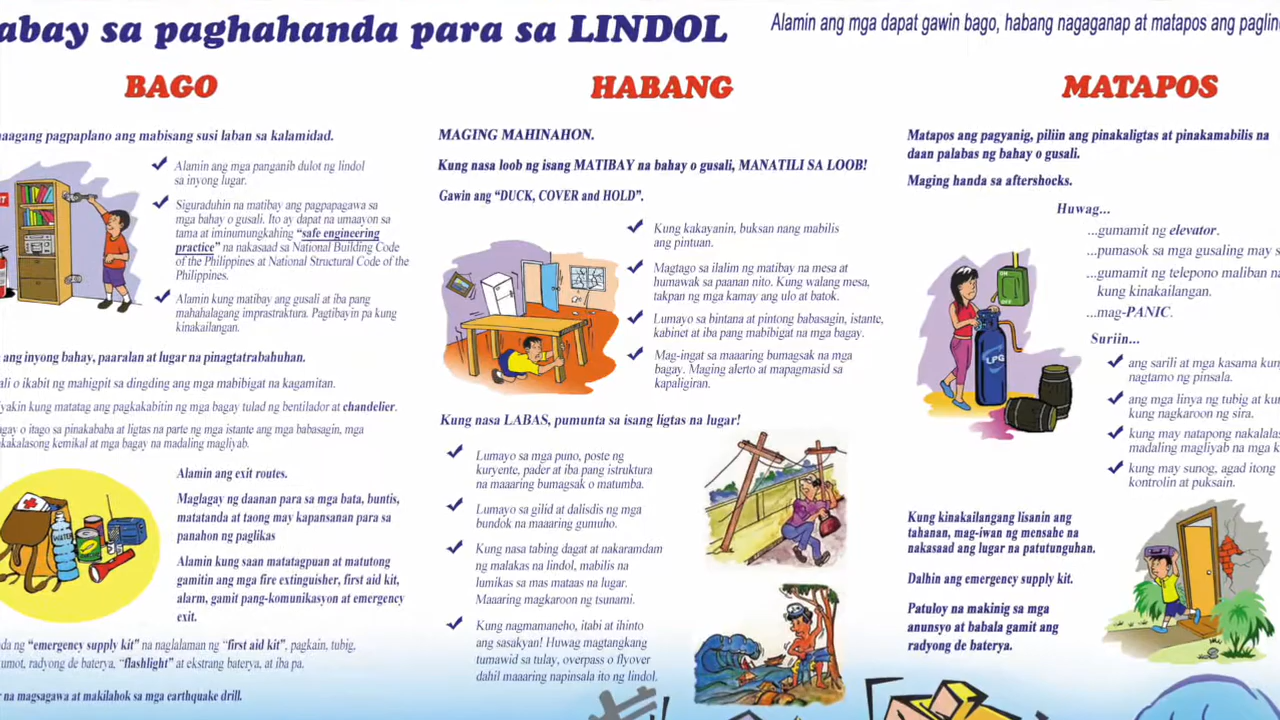 sa paghahanda para sa LINDOL
Alamin ang mga dapat gawin bago, habang nagaganap at matapos ang
BAGO
pagpaplano ang mabisang susi laban sa kalamidad.
Alamin ang mga panganib dulot ng lindol
sa inyong lugar.
Siguraduhin na matibay ang pagpapagawa sa
mga bahay o gusali. Ito ay dapat na umaayon sa
tama at iminumungkahing “safe engineering
practice” na nakasaad sa National Building Code
of the Philippines at National Structural Code of the
Philippines.
Alamin kung matibay ang gusali at iba pang
mahahalagang imprastraktura. Pagtibayin pa kung
kinakailangan.
ang inyong bahay, paaralan at lugar na pinagtatrabahuhan.
o ikabit ng mahigpit sa dingding ang mga mabibigat na kagamitan.
kung matatag ang pagkakabitin ng mga bagay tulad ng bentilador at chandelier.
o itago sa pinakababa at ligtas na parte ng mga istante ang mga babasagin, mga
kemikal at mga bagay na madaling magliyab.
WATER
Alamin ang exit routes.
Maglagay ng daanan para sa mga bata, buntis,
matatanda at taong may kapansanan para sa
panahon ng paglikas
Alamin kung saan matatagpuan at matutong
gamitin ang mga fire extinguisher, first aid kit,
alarm, gamit pang-komunikasyon at emergency
exit.
ng “emergency supply kit” na naglalaman ng “first aid kit”, pagkain, tubig,
radyong de baterya, “flashlight” at ekstrang baterya, at iba pa.
na magsagawa at makilahok sa mga earthquake drill.
HABANG
MAGING MAHINAHON.
Kung nasa loob ng isang MATIBAY na bahay o gusali, MANATILI SA LOOB!
Gawin ang “DUCK, COVER and HOLD”.
Kung kakayanin, buksan nang mabilis
ang pintuan.
Magtago sa ilalim ng matibay na mesa at
humawak sa paanan nito. Kung walang mesa,
takpan ng mga kamay ang ulo at batok.
Lumayo sa bintana at pintong babasagin, istante,
kabinet at iba pang mabibigat na mga bagay.
Mag-ingat sa maaaring bumagsak na mga
bagay. Maging alerto at mapagmasid sa
kapaligiran.
Kung nasa LABAS, pumunta sa isang ligtas na lugar!
Lumayo sa mga puno, poste ng
kuryente, pader at iba pang istruktura
na maaaring bumagsak o matumba.
Lumayo sa gilid at dalisdis ng mga
bundok na maaaring gumuho.
Kung nasa tabing dagat at nakaramdam
ng malakas na lindol, mabilis na
lumikas sa mas mataas na lugar.
Maaaring magkaroon ng tsunami.
Kung nagmamaneho, itabi at ihinto
ang sasakyan! Huwag magtangkang
tumawid sa tulay, overpass o flyover
dahil maaaring napinsala ito ng lindol.
MATAPOS
Matapos ang pagyanig, piliin ang pinakaligtas at pinakamabilis na
daan palabas ng bahay o gusali.
Maging handa sa aftershocks.
Huwag...
...gumamit ng elevator.
...pumasok sa mga gusaling may
...gumamit ng telepono maliban
kung kinakailangan.
...mag-PANIC.
OFF
LPG
Suriin...
ang sarili at mga kasama
nagtamo ng pinsala.
ang mga linya ng tubig at
kung nagkaroon ng sira.
kung may natapong
madaling magliyab na mga
kung may sunog, agad itong
kontrolin at puksain.
Kung kinakailangang lisanin ang
tahanan, mag-iwan ng mensahe na
nakasaad ang lugar na patutunguhan.
Dalhin ang emergency supply kit.
Patuloy na makinig sa mga
anunsyo at babala gamit ang
radyong de baterya.